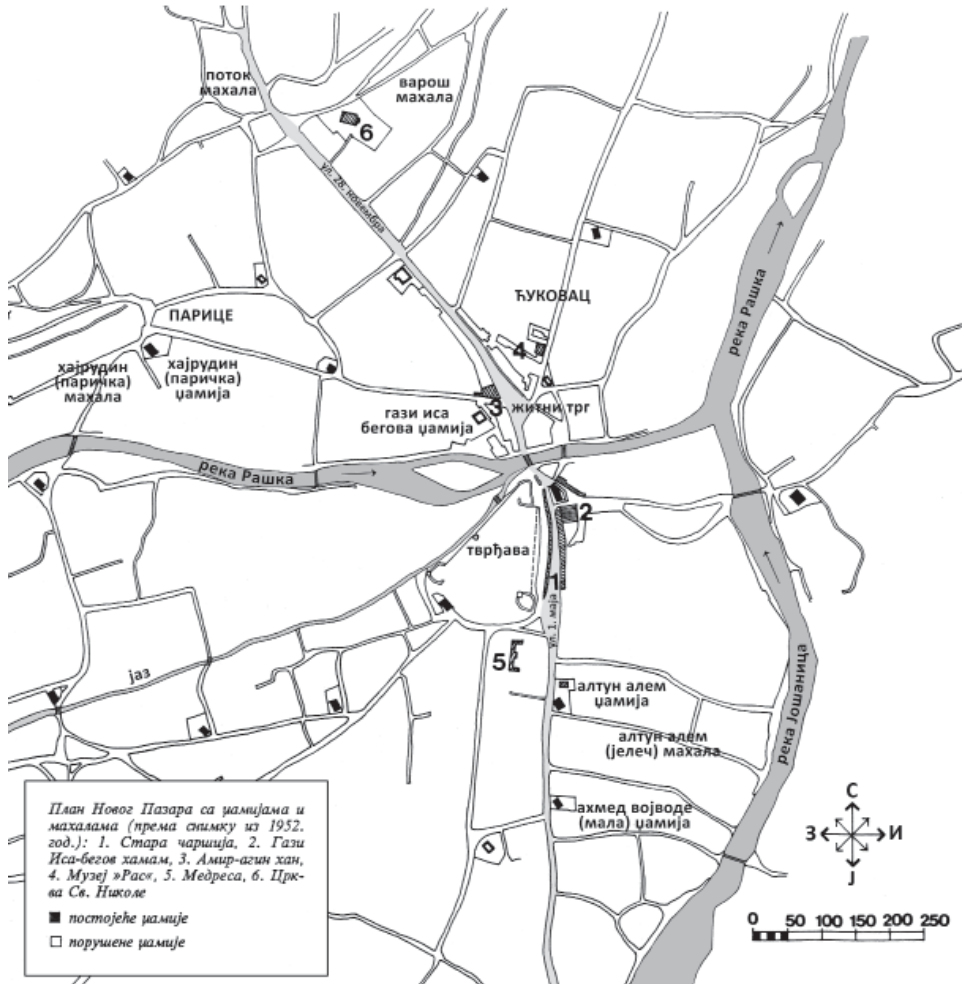 поток
махала
варош
махала
6
ул. 28. новембра
ЋУКОВАЦ
ПАРИЦЕ
4
река Рашка
хајрудин
(паричка)
махала
хајрудин
(паричка)
џамија
3
житни трг
гази иса
бегова џамија
река Рашка
2
тврђава
1
ул. 1. маја
5
јаз
алтун алем
џамија
алтун алем
(јелеч) махала
река Јошаница
ахмед војводе
(мала) џамија
План Новог Пазара са џамијама и
махалама (према снимку из 1952.
год.): 1. Стара чаршија, 2. Гази
Иса-бегов хамам, 3. Амир-агин хан,
4. Музеј »Рас«, 5. Медреса, 6. Црк-
ва Св. Николе
постојеће џамије
порушене џамије
С
З И
Ј
0 50 100 150 200 250